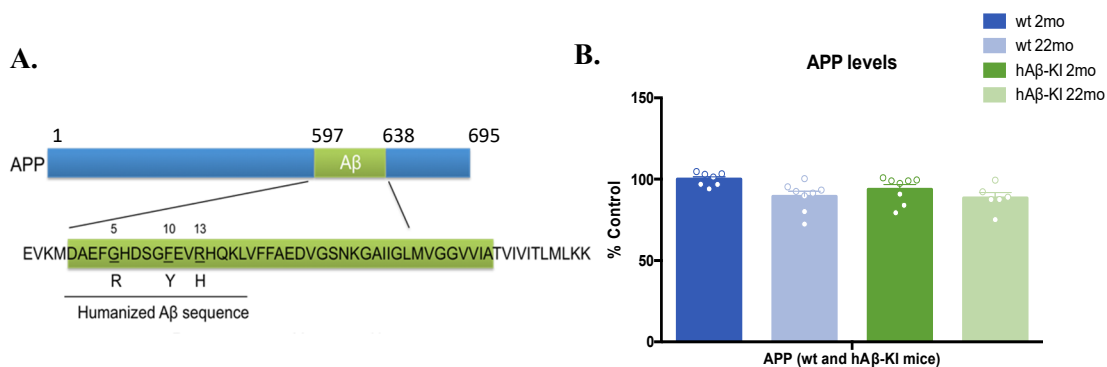 A.
1 597 638 695
APP Aβ
5 10 13
EVKMDAEFGHDSGFEVRHQKLVFFAEDVGSNKGAIIGLMVGGVVIATVIVITLMLKK
R Y H
Humanized Aβ sequence
B.
APP levels
wt 2mo
wt 22mo
hAβ-KI 2mo
hAβ-KI 22mo
150
100
50
0
% Control
APP (wt and hAβ-KI mice)